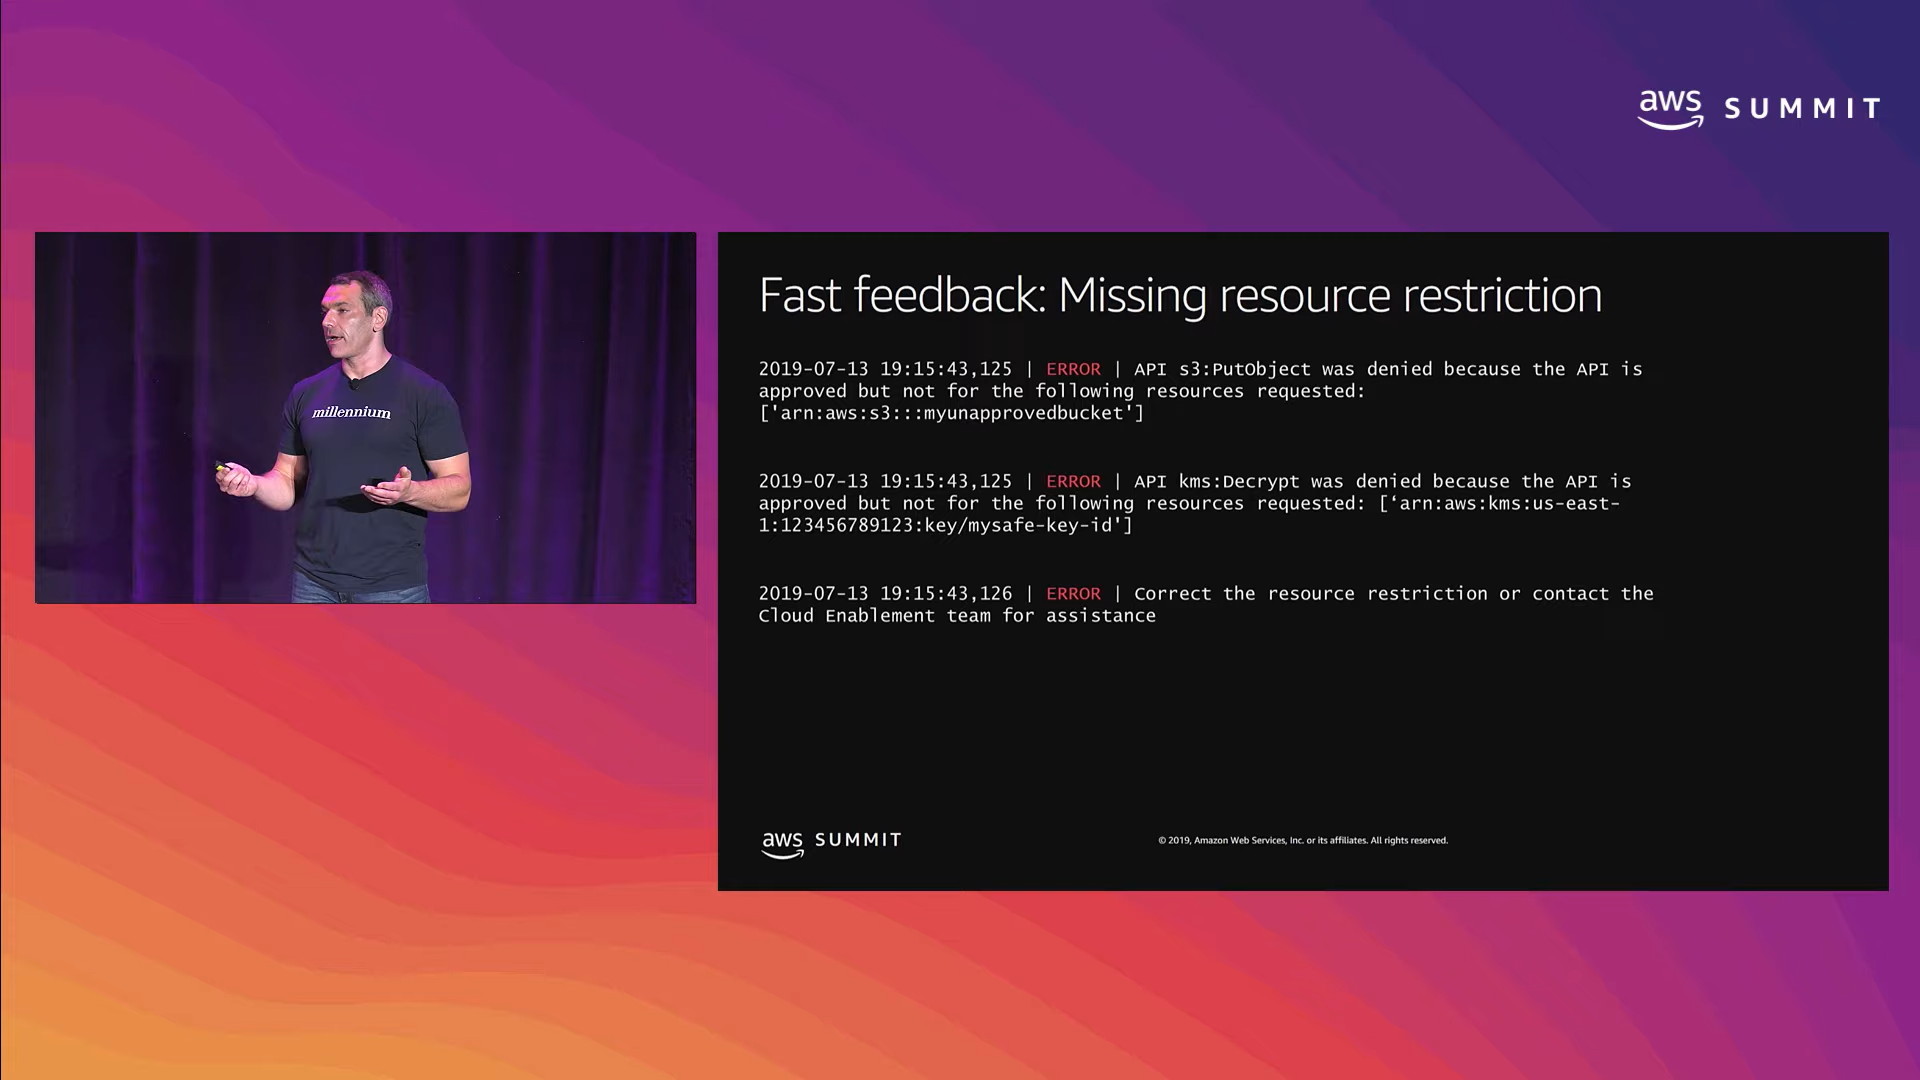 aws SUMMIT
millennium
Fast feedback: Missing resource restriction
2019-07-13 19:15:43,125 | ERROR | API s3:PutObject was denied because the API is
approved but not for the following resources requested:
['arn:aws:s3:::myunapprovedbucket']
2019-07-13 19:15:43,125 | ERROR | API kms:Decrypt was denied because the API is
approved but not for the following resources requested: [‘arn:aws:kms:us-east-
1:123456789123:key/mysafe-key-id']
2019-07-13 19:15:43,126 | ERROR | Correct the resource restriction or contact the
Cloud Enablement team for assistance
aws SUMMIT
© 2019, Amazon Web Services, Inc. or its affiliates. All rights reserved.